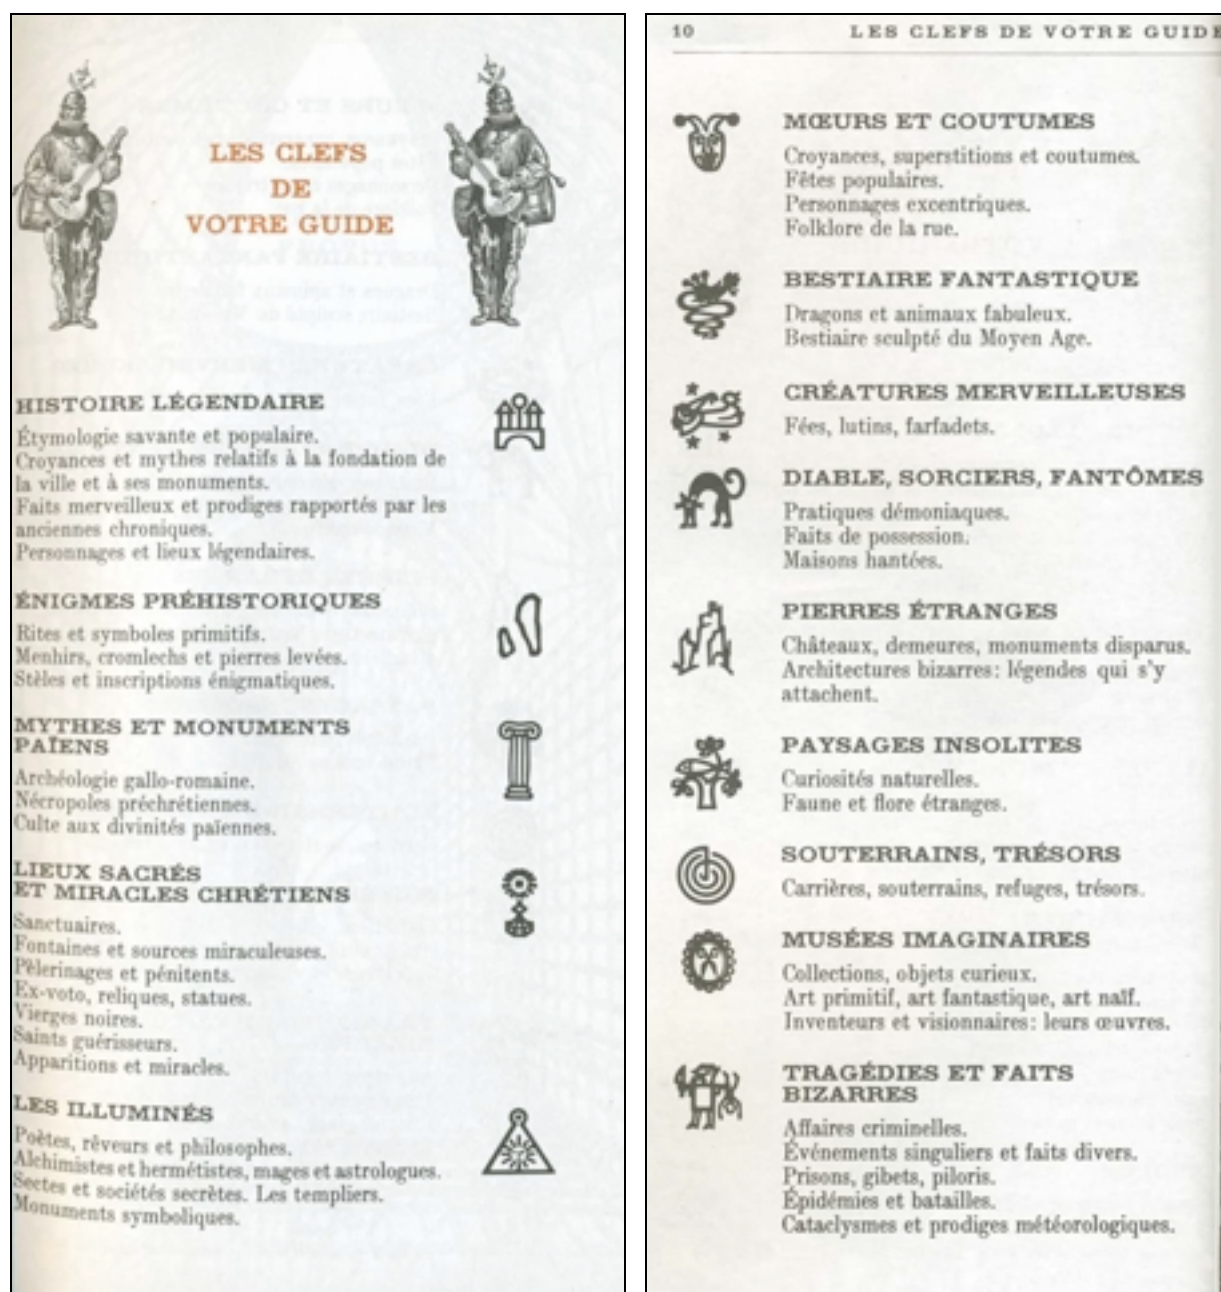 LES CLEFS
DE
VOTRE GUIDE
HISTOIRE LÉGENDAIRE
Étymologie savante et populaire.
Croyances et mythes relatifs à la fondation de
la ville et à ses monuments.
Faits merveilleux et prodiges rapportés par les
anciennes chroniques.
Personnages et lieux légendaires.
ÉNIGMES PRÉHISTORIQUES
Rites et symboles primitifs.
Menhirs, cromlechs et pierres levées.
Stèles et inscriptions énigmatiques.
MYTHES ET MONUMENTS
PAÏENS
Archéologie gallo-romaine.
Nécropoles préchrétiennes.
Culte aux divinités païennes.
LIEUX SACRÉS
ET MIRACLES CHRÉTIENS
Sanctuaires.
Fontaines et sources miraculeuses.
Pèlerinages et pénitents.
Ex-voto, reliques, statues.
Vierges noires.
Saints guérisseurs.
Apparitions et miracles.
LES ILLUMINÉS
Poètes, rêveurs et philosophes.
Alchimistes et hermétistes, mages et astrologues.
Sectes et sociétés secrètes. Les templiers.
Monuments symboliques.
10 LES CLEFS DE VOTRE GUIDE
MŒURS ET COUTUMES
Croyances, superstitions et coutumes.
Fêtes populaires.
Personnages excentriques.
Folklore de la rue.
BESTIAIRE FANTASTIQUE
Dragons et animaux fabuleux.
Bestiaire sculpté du Moyen Age.
CRÉATURES MERVEILLEUSES
Fées, lutins, farfadets.
DIABLE, SORCIERS, FANTÔMES
Pratiques démoniaques.
Faits de possession.
Maisons hantées.
PIERRES ÉTRANGES
Châteaux, demeures, monuments disparus.
Architectures bizarres: légendes qui s'y
attachent.
PAYSAGES INSOLITES
Curiosités naturelles.
Faune et flore étranges.
SOUTERRAINS, TRÉSORS
Carrières, souterrains, refuges, trésors.
MUSÉES IMAGINAIRES
Collections, objets curieux.
Art primitif, art fantastique, art naïf.
Inventeurs et visionnaires: leurs œuvres.
TRAGÉDIES ET FAITS
BIZARRES
Affaires criminelles.
Événements singuliers et faits divers.
Prisons, gibets, piloris.
Épidémies et batailles.
Cataclysmes et prodiges météorologiques.